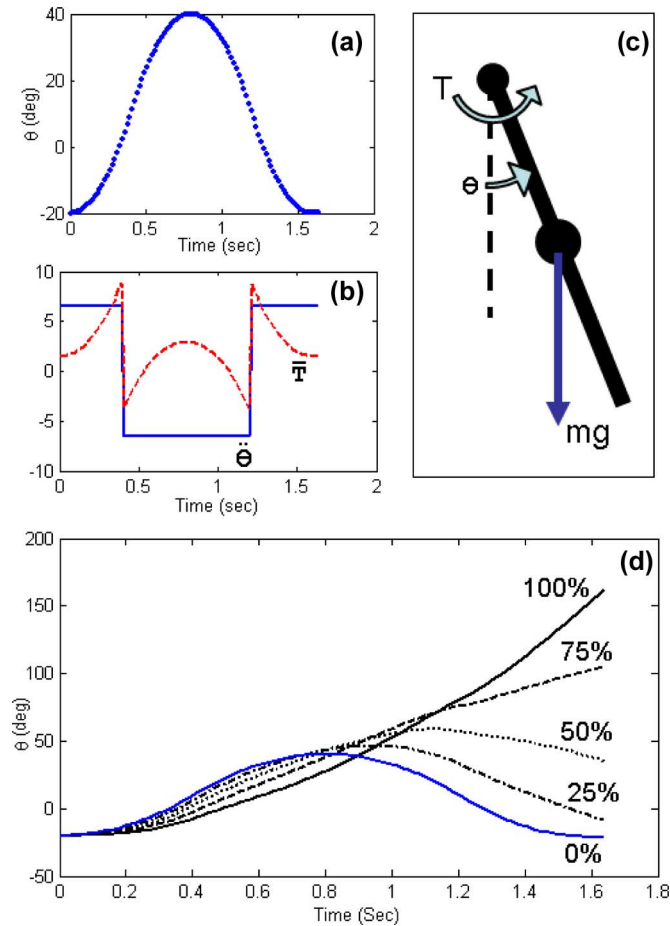 (a)
40
20
0
-20
θ (deg)
0
0.5
1
1.5
2
Time (sec)
(b)
10
5
0
-5
-10
T̅
Θ̈
0
0.5
1
1.5
2
Time (sec)
(c)
T
Θ
mg
(d)
200
150
100
50
0
-50
θ (deg)
100%
75%
50%
25%
0%
0
0.2
0.4
0.6
0.8
1
1.2
1.4
1.6
1.8
Time (Sec)